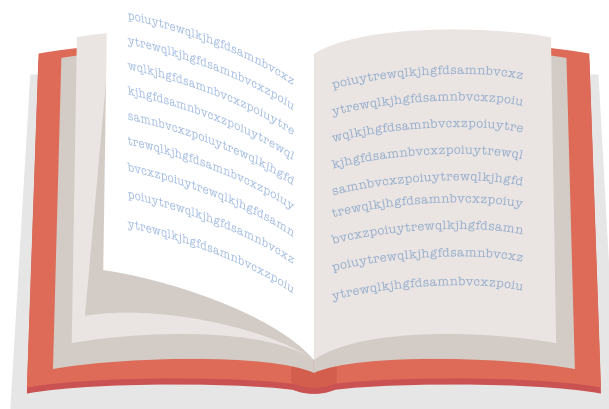 poiuytrewqlkjhgfdsamnbvcxz
ytrewqlkjhgfdsamnbvcxzpoiu
wqlkjhgfdsamnbvcxzpoiuytre
kjhgfdsamnbvcxzpoiuytrewql
samnbvcxzpoiuytrewqlkjhgfd
trewqlkjhgfdsamnbvcxzpoiuy
bvcxzpoiuytrewqlkjhgfdsamn
poiuytrewqlkjhgfdsamnbvcxz
ytrewqlkjhgfdsamnbvcxzpoiu
poiuytrewqlkjhgfdsamnbvcxz
ytrewqlkjhgfdsamnbvcxzpoiu
wqlkjhgfdsamnbvcxzpoiuytre
kjhgfdsamnbvcxzpoiuytrewql
samnbvcxzpoiuytrewqlkjhgfd
trewqlkjhgfdsamnbvcxzpoiuy
bvcxzpoiuytrewqlkjhgfdsamn
poiuytrewqlkjhgfdsamnbvcxz
ytrewqlkjhgfdsamnbvcxzpoiu